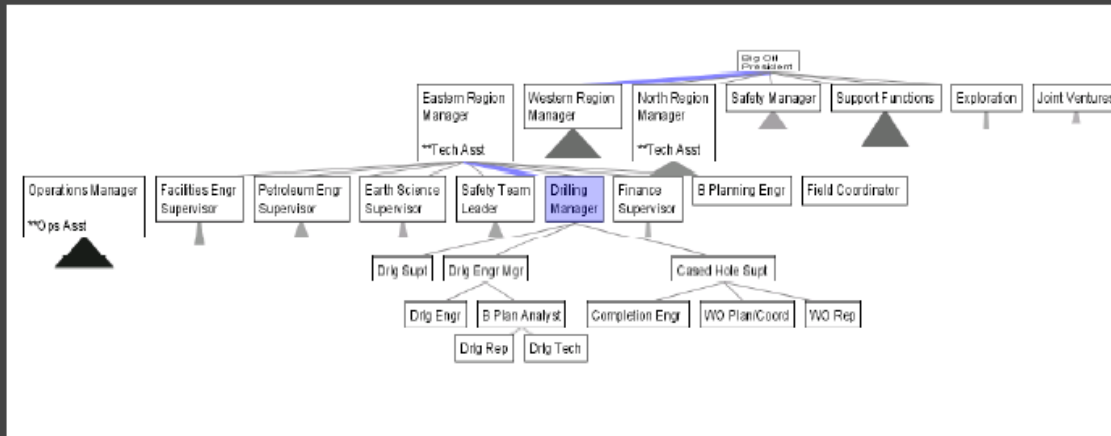 Big Oil
President
Eastern Region
Manager
**Tech Asst
Western Region
Manager
North Region
Manager
**Tech Asst
Safety Manager
Support Functions
Exploration
Joint Ventures
Operations Manager
**Ops Asst
Facilities Engr
Supervisor
Petroleum Engr
Supervisor
Earth Science
Supervisor
Safety Team
Leader
Drilling
Manager
Finance
Supervisor
B Planning Engr
Field Coordinator
Drlg Supt
Drlg Engr Mgr
Cased Hole Supt
Drlg Engr
B Plan Analyst
Completion Engr
WO Plan/Coord
WO Rep
Drlg Rep
Drlg Tech